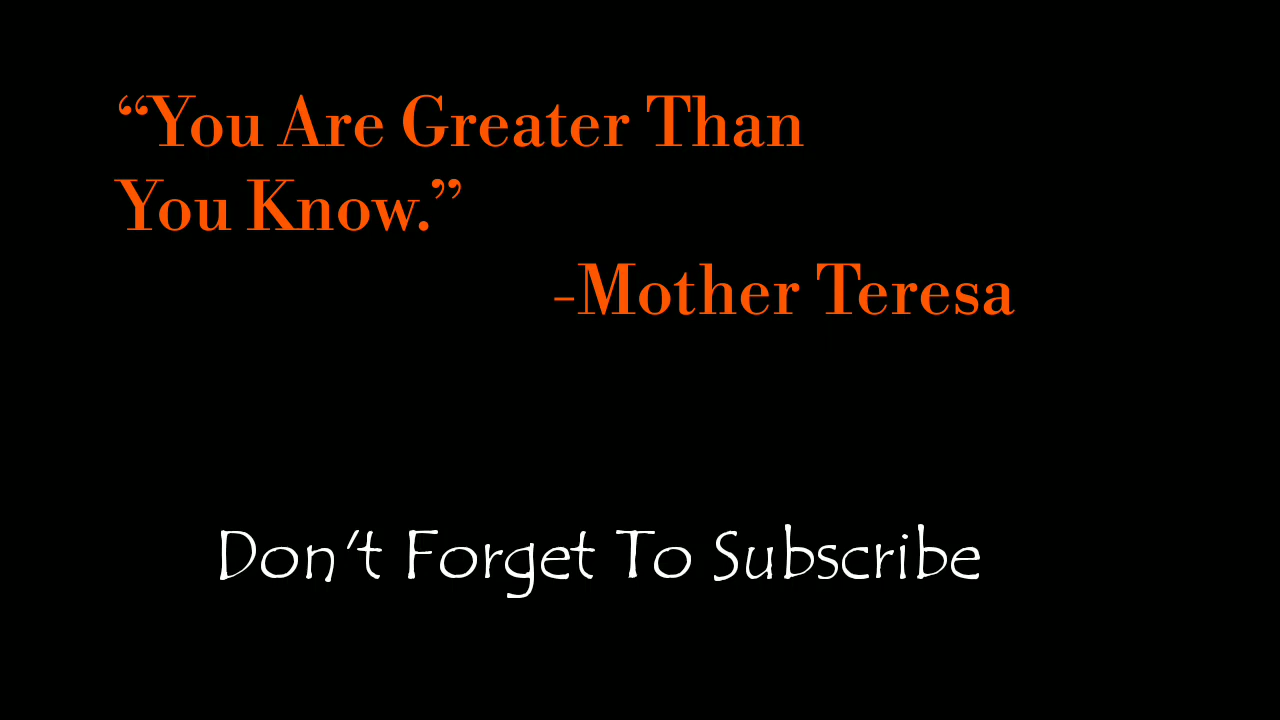 “You Are Greater Than
You Know.”
-Mother Teresa
Don't Forget To Subscribe